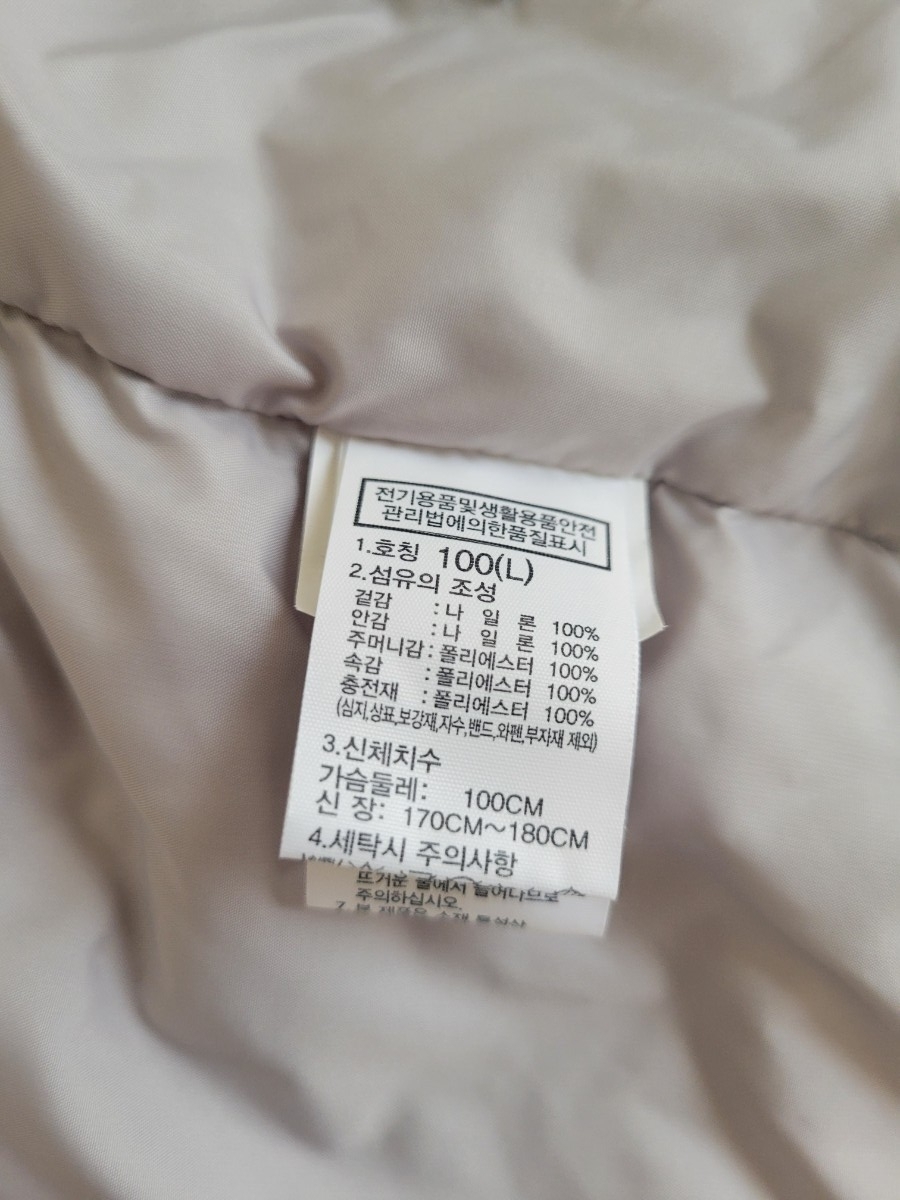 전기용품및생활용품안전
관리법에의한품질표시
1.호칭 100(L)
2.섬유의 조성
겉감 : 나 일 론 100%
안감 : 나 일 론 100%
주머니감 : 폴리에스터 100%
속감 : 폴리에스터 100%
충전재 : 폴리에스터 100%
(심지,상표,보강재,자수,밴드,와펜,부자재 제외)
3.신체치수
가슴둘레: 100CM
신 장: 170CM~180CM
4.세탁시 주의사항
뜨거운 물에서
주의하십시오.